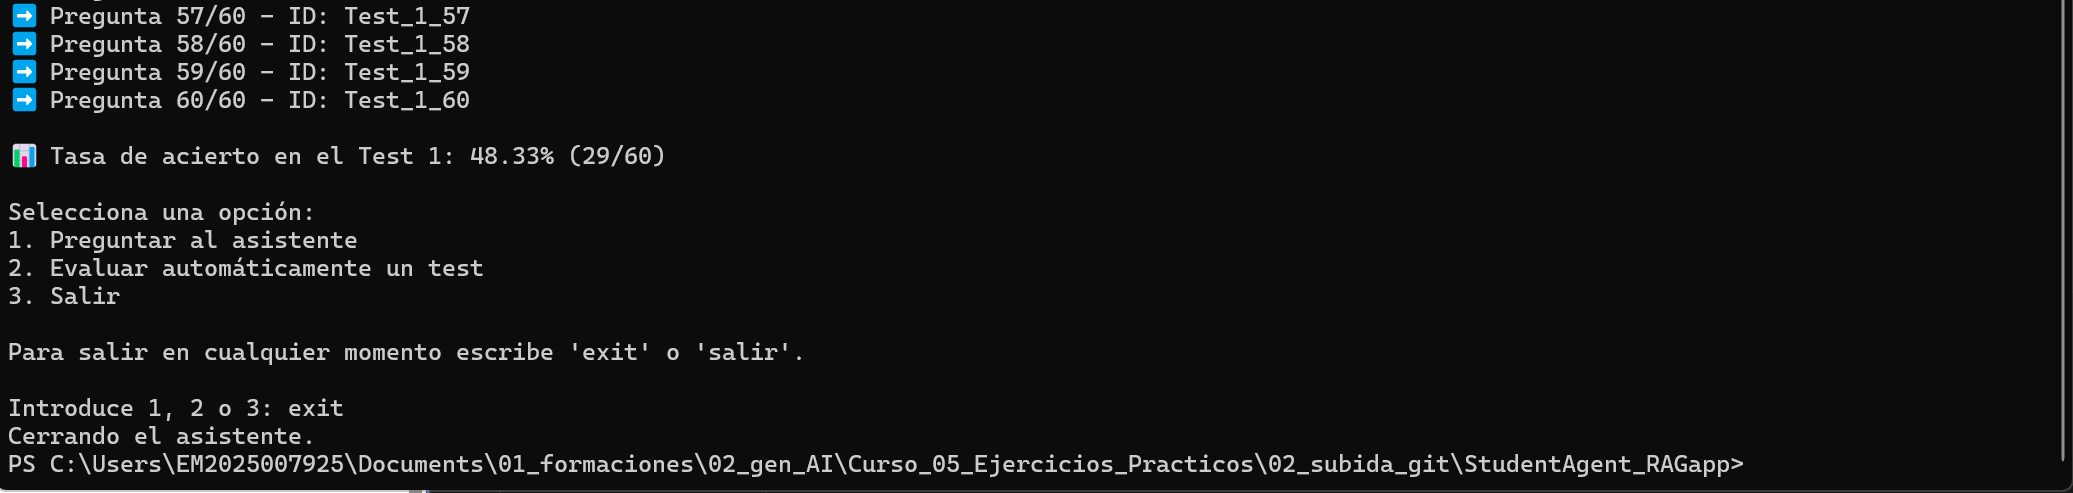 ➡ Pregunta 57/60 - ID: Test_1_57
➡ Pregunta 58/60 - ID: Test_1_58
➡ Pregunta 59/60 - ID: Test_1_59
➡ Pregunta 60/60 - ID: Test_1_60
📊 Tasa de acierto en el Test 1: 48.33% (29/60)
Selecciona una opción:
1. Preguntar al asistente
2. Evaluar automáticamente un test
3. Salir
Para salir en cualquier momento escribe 'exit' o 'salir'.
Introduce 1, 2 o 3: exit
Cerrando el asistente.
PS C:\Users\EM2025007925\Documents\01_formaciones\02_gen_AI\Curso_05_Ejercicios_Practicos\02_subida_git\StudentAgent_RAGapp>